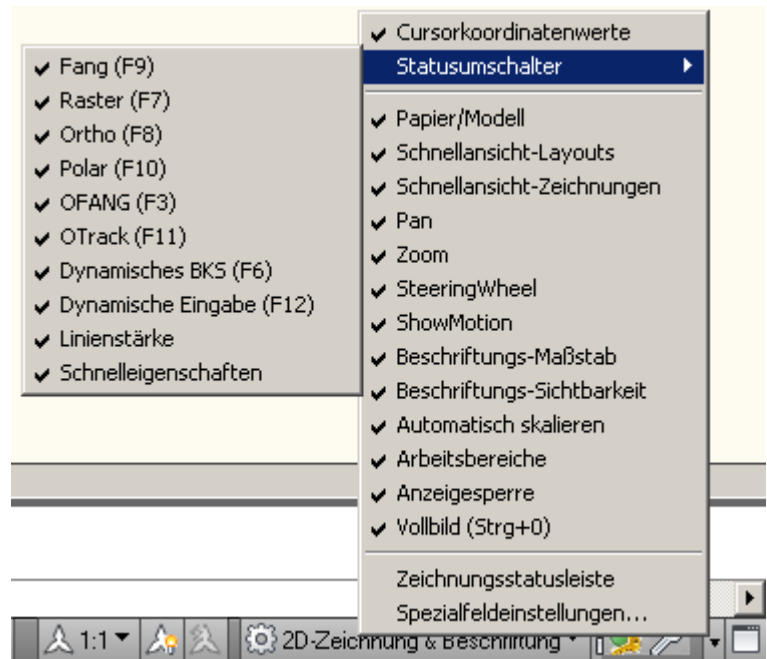 Cursorkoordinatenwerte
Statusumschalter
Fang (F9)
Raster (F7)
Ortho (F8)
Polar (F10)
OFANG (F3)
OTrack (F11)
Dynamisches BKS (F6)
Dynamische Eingabe (F12)
Linienstärke
Schnelleigenschaften
Papier/Modell
Schnellansicht-Layouts
Schnellansicht-Zeichnungen
Pan
Zoom
SteeringWheel
ShowMotion
Beschriftungs-Maßstab
Beschriftungs-Sichtbarkeit
Automatisch skalieren
Arbeitsbereiche
Anzeigesperre
Vollbild (Strg+0)
Zeichnungsstatusleiste
Spezialfeldeinstellungen...
1:1
2D-Zeichnung & Beschriftung